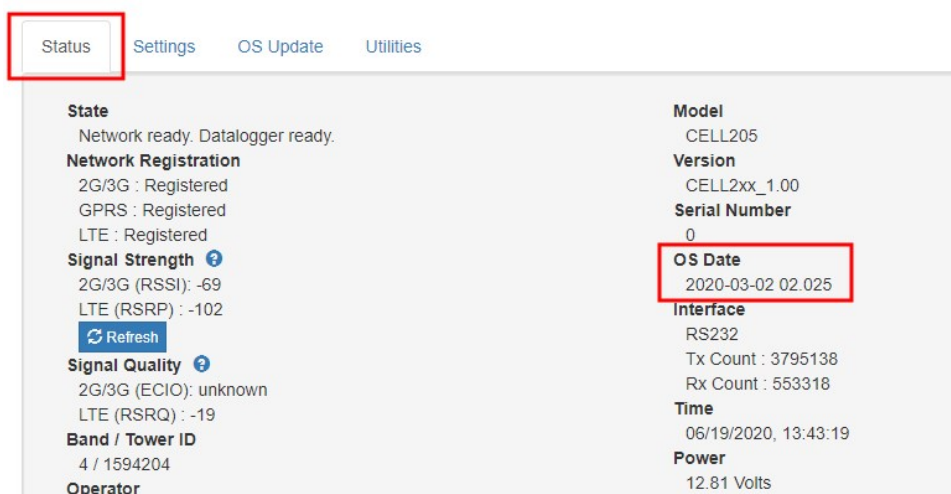 Status Settings OS Update Utilities
State
Network ready. Datalogger ready.
Network Registration
2G/3G : Registered
GPRS : Registered
LTE : Registered
Signal Strength
2G/3G (RSSI): -69
LTE (RSRP) : -102
Refresh
Signal Quality
2G/3G (ECIO): unknown
LTE (RSRQ) : -19
Band / Tower ID
4 / 1594204
Operator
Model
CELL205
Version
CELL2xx_1.00
Serial Number
0
OS Date
2020-03-02 02.025
Interface
RS232
Tx Count : 3795138
Rx Count : 553318
Time
06/19/2020, 13:43:19
Power
12.81 Volts